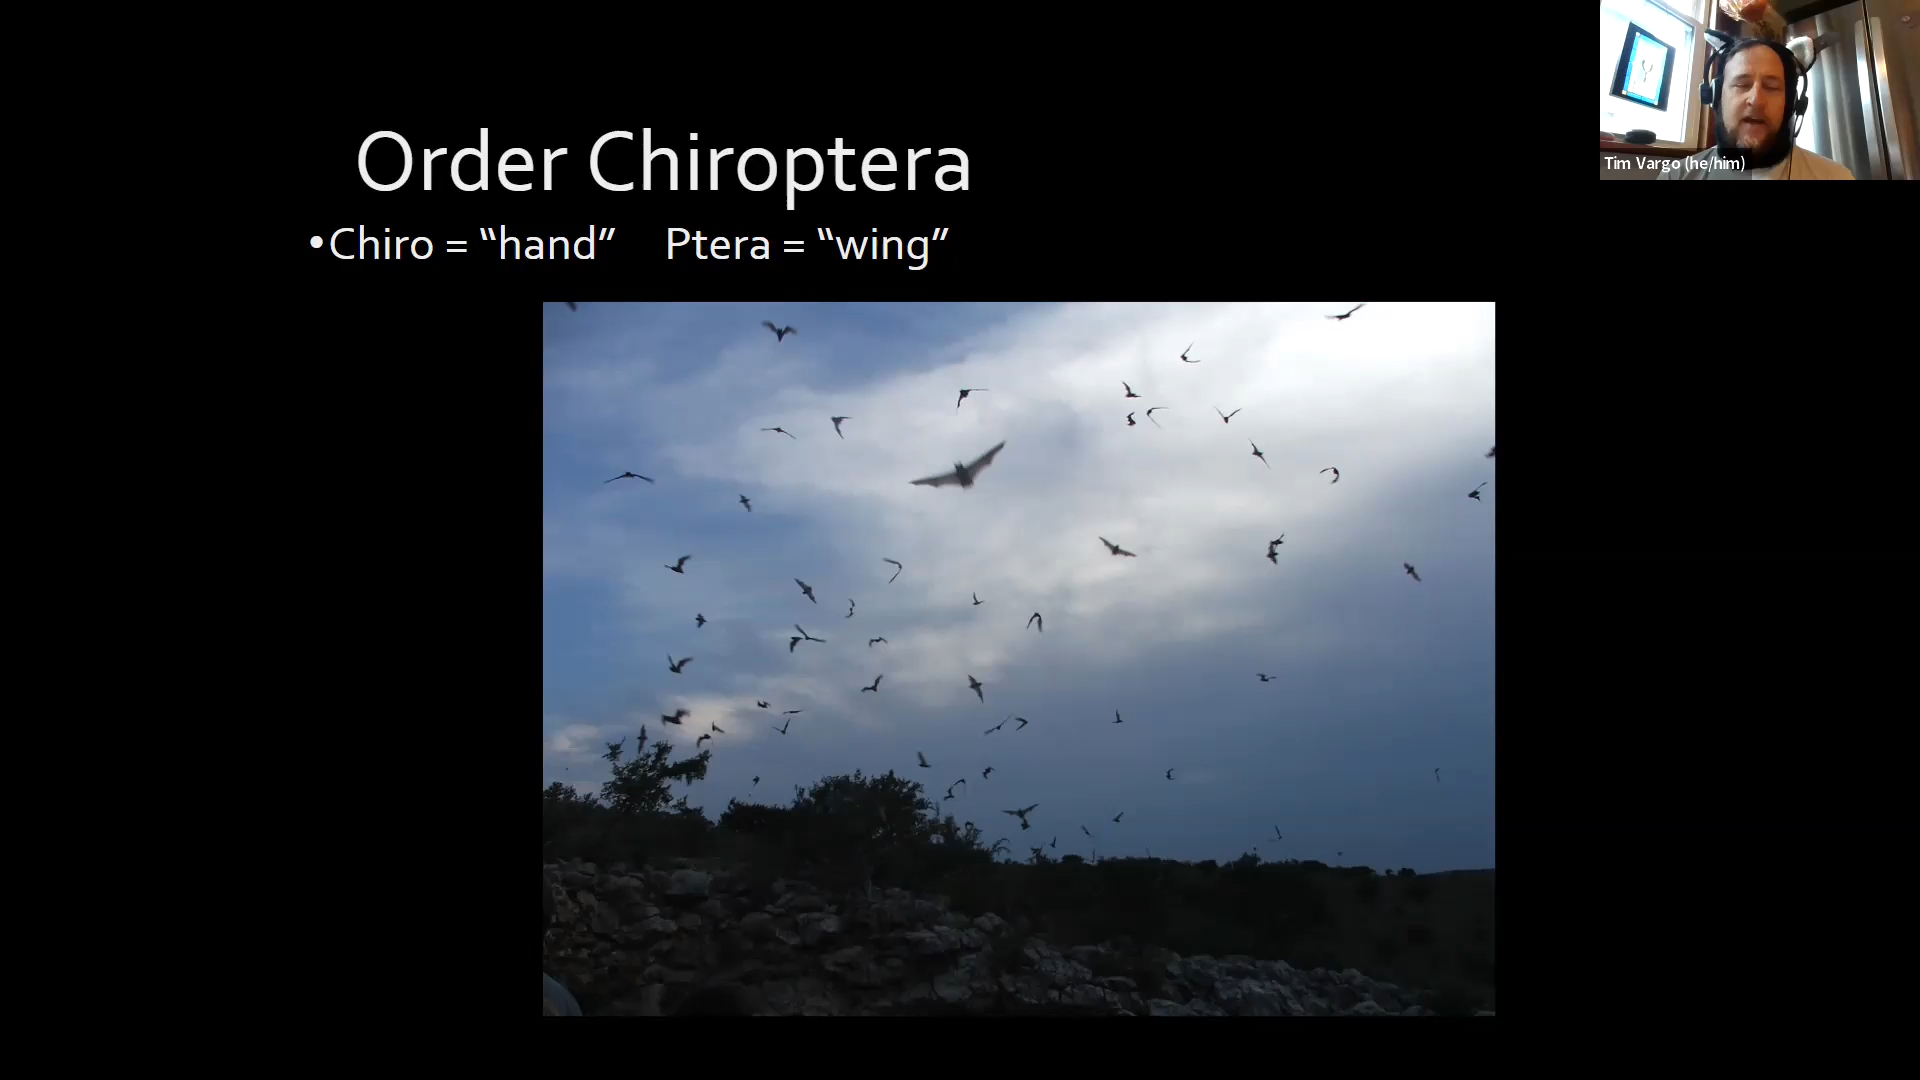 Order Chiroptera
•Chiro = “hand” Ptera = “wing”
Tim Vargo (he/him)